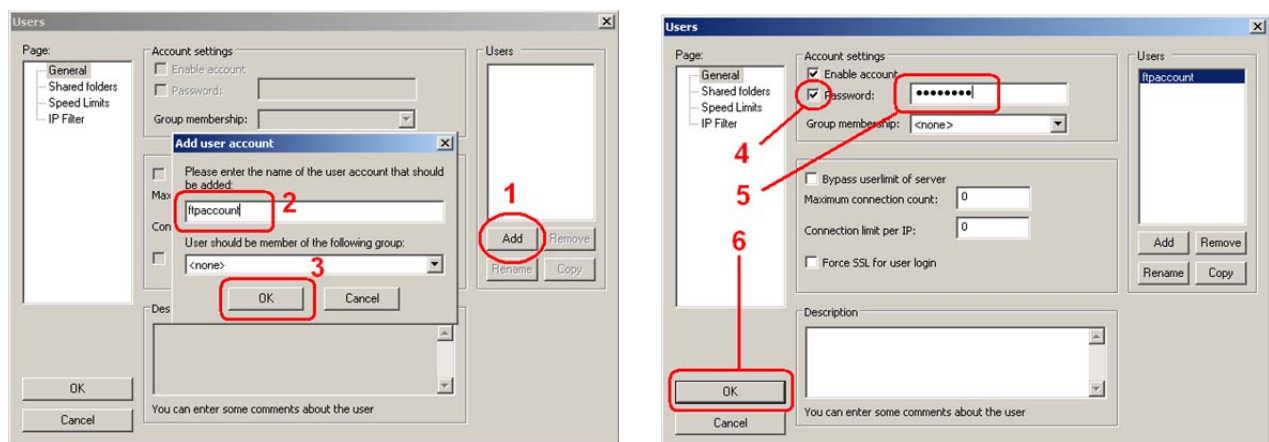 Users
Page:
General
Shared folders
Speed Limits
IP Filter
Account settings
Enable account
Password:
Group membership:
Users
Add user account
Please enter the name of the user account that should
be added:
ftpaccount
2
User should be member of the following group:
<none>
3
OK
Cancel
Max
Con
1
Add
Remove
Rename
Copy
Des
You can enter some comments about the user
OK
Cancel
Users
Page:
General
Shared folders
Speed Limits
IP Filter
Account settings
Enable account
Password: ••••••••
Group membership: <none>
4
5
6
Bypass userlimit of server
Maximum connection count: 0
Connection limit per IP: 0
Force SSL for user login
Users
ftpaccount
Add
Remove
Rename
Copy
Description
You can enter some comments about the user
OK
Cancel